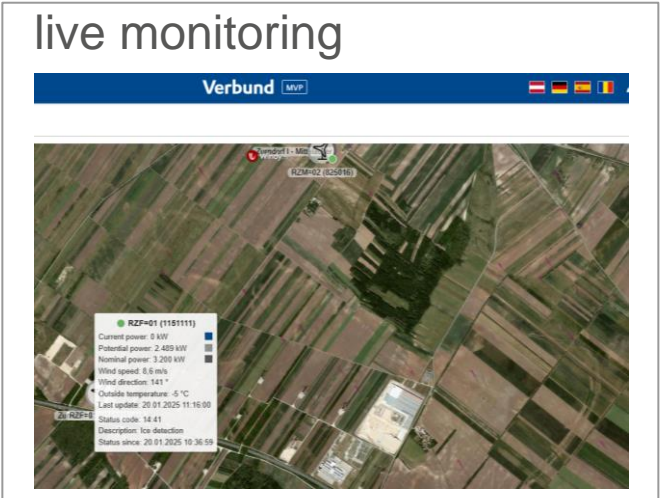 live monitoring
Verbund MVP
Windy
RZM=02 (825016)
RZF=01 (1151111)
Current power: 0 kW
Potential power: 2.489 kW
Nominal power: 3.200 kW
Wind speed: 8,6 m/s
Wind direction: 141 °
Outside temperature: -5 °C
Last update: 20.01.2025 11:16:00
Status code: 14:41
Description: Ice detection
Status since: 20.01.2025 10:36:59